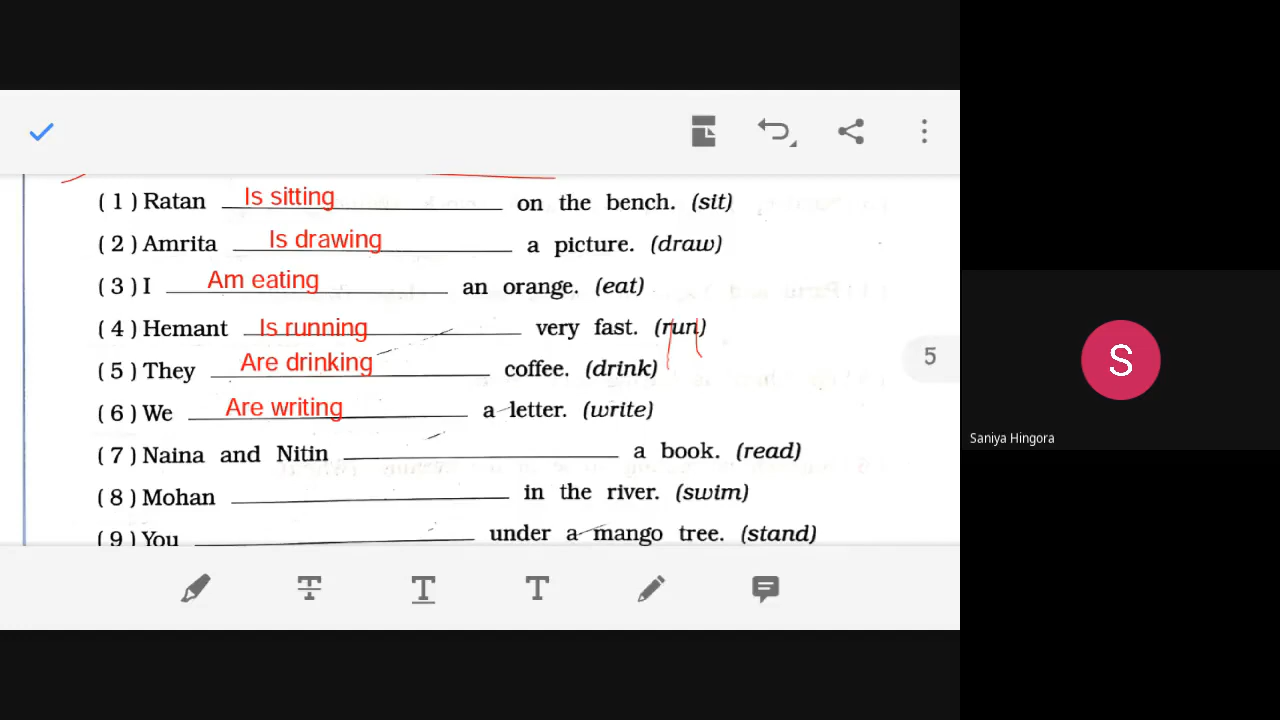 ( 1 ) Ratan Is sitting on the bench. (sit)
( 2 ) Amrita Is drawing a picture. (draw)
( 3 ) I Am eating an orange. (eat)
( 4 ) Hemant Is running very fast. (run)
( 5 ) They Are drinking coffee. (drink)
5
( 6 ) We Are writing a letter. (write)
( 7 ) Naina and Nitin a book. (read)
( 8 ) Mohan in the river. (swim)
( 9 ) You under a mango tree. (stand)
T T T
S
Saniya Hingora